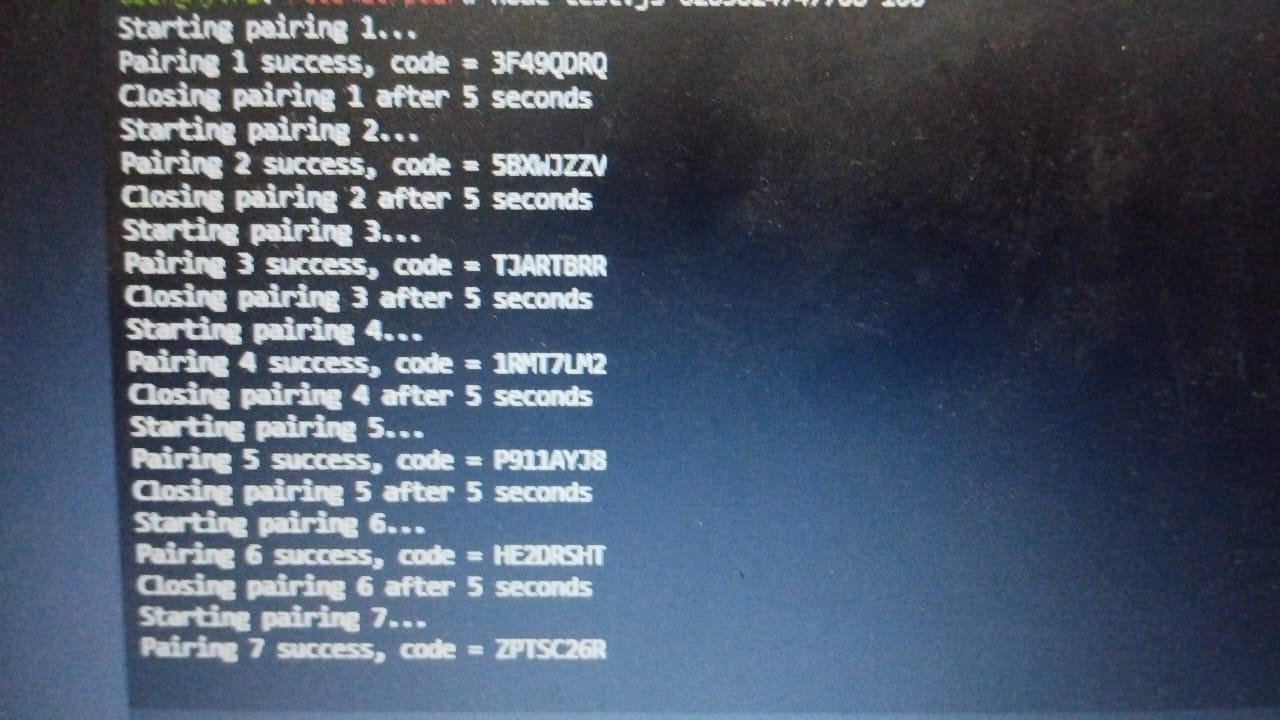 node test.js 100
Starting pairing 1...
Pairing 1 success, code = 3F49QDRQ
Closing pairing 1 after 5 seconds
Starting pairing 2...
Pairing 2 success, code = 5BXWJZZV
Closing pairing 2 after 5 seconds
Starting pairing 3...
Pairing 3 success, code = TJARTBRR
Closing pairing 3 after 5 seconds
Starting pairing 4...
Pairing 4 success, code = 1RMT7LM2
Closing pairing 4 after 5 seconds
Starting pairing 5...
Pairing 5 success, code = P911AYJ8
Closing pairing 5 after 5 seconds
Starting pairing 6...
Pairing 6 success, code = HE2DRSHT
Closing pairing 6 after 5 seconds
Starting pairing 7...
Pairing 7 success, code = ZPTSC26R